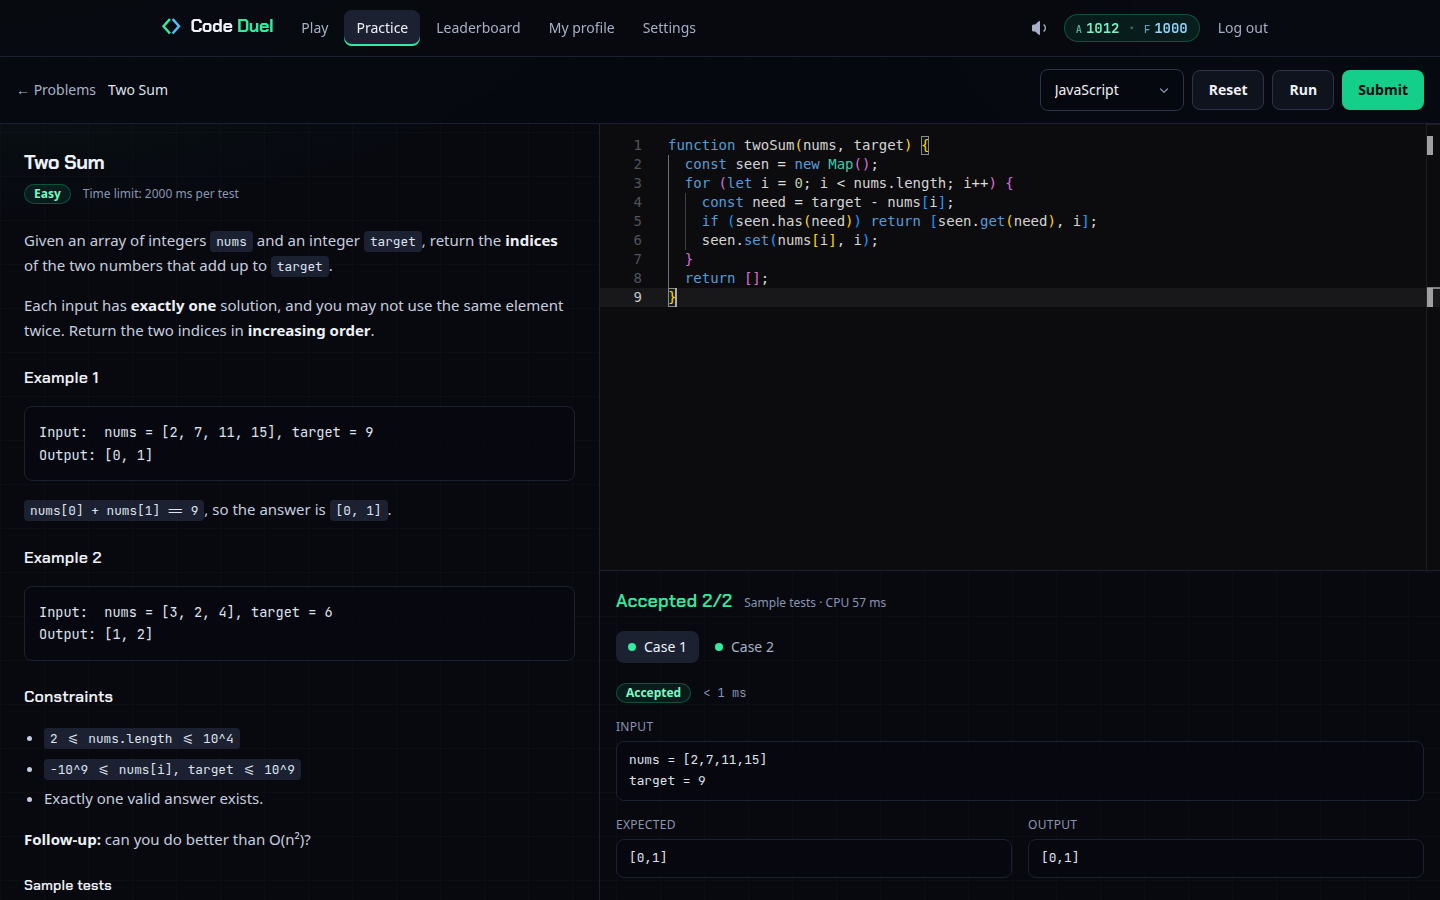 Code Duel Play Practice Leaderboard My profile Settings A 1012 · F 1000 Log out
← Problems Two Sum JavaScript Reset Run Submit
Two Sum
Easy Time limit: 2000 ms per test
Given an array of integers nums and an integer target, return the indices
of the two numbers that add up to target.
Each input has exactly one solution, and you may not use the same element
twice. Return the two indices in increasing order.
Example 1
Input:  nums = [2, 7, 11, 15], target = 9
Output: [0, 1]
nums[0] + nums[1] == 9, so the answer is [0, 1].
Example 2
Input:  nums = [3, 2, 4], target = 6
Output: [1, 2]
Constraints
• 2 <= nums.length <= 10^4
• -10^9 <= nums[i], target <= 10^9
• Exactly one valid answer exists.
Follow-up: can you do better than O(n²)?
Sample tests
1 function twoSum(nums, target) {
2   const seen = new Map();
3   for (let i = 0; i < nums.length; i++) {
4     const need = target - nums[i];
5     if (seen.has(need)) return [seen.get(need), i];
6     seen.set(nums[i], i);
7   }
8   return [];
9 }
Accepted 2/2 Sample tests · CPU 57 ms
Case 1 Case 2
Accepted < 1 ms
INPUT
nums = [2,7,11,15]
target = 9
EXPECTED OUTPUT
[0,1] [0,1]